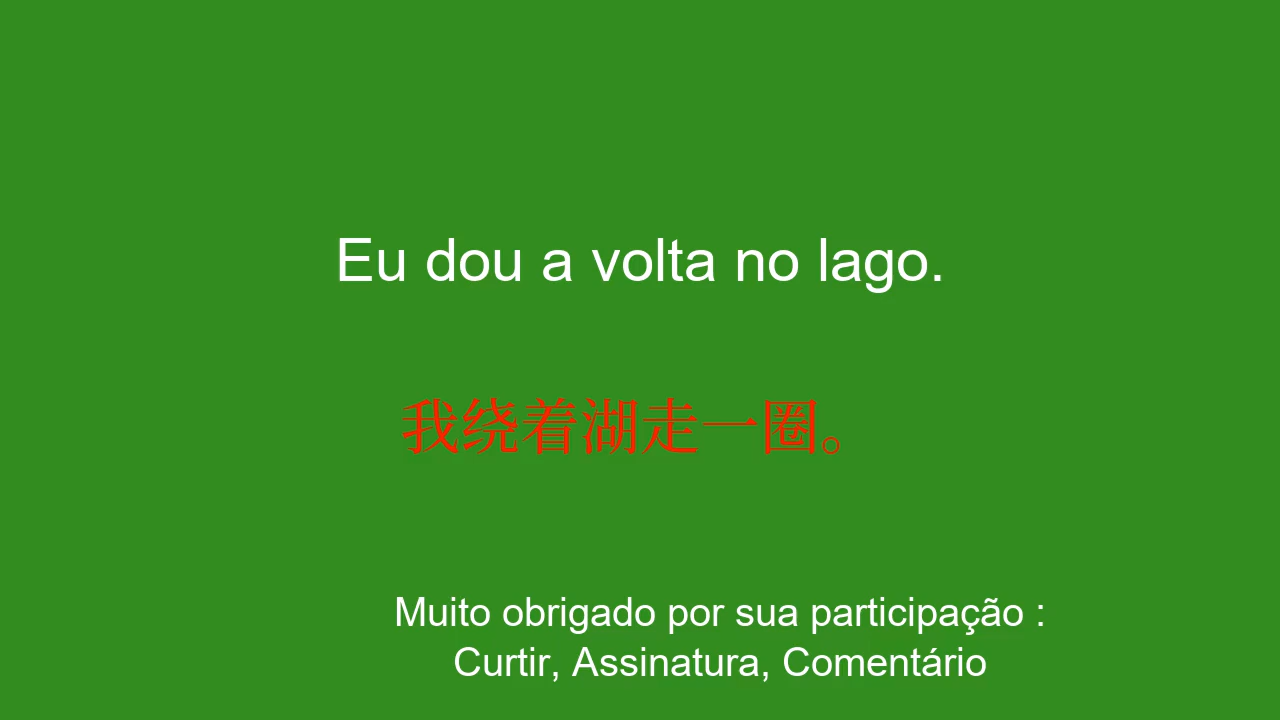 Eu dou a volta no lago.
我绕着湖走一圈。
Muito obrigado por sua participação :
Curtir, Assinatura, Comentário